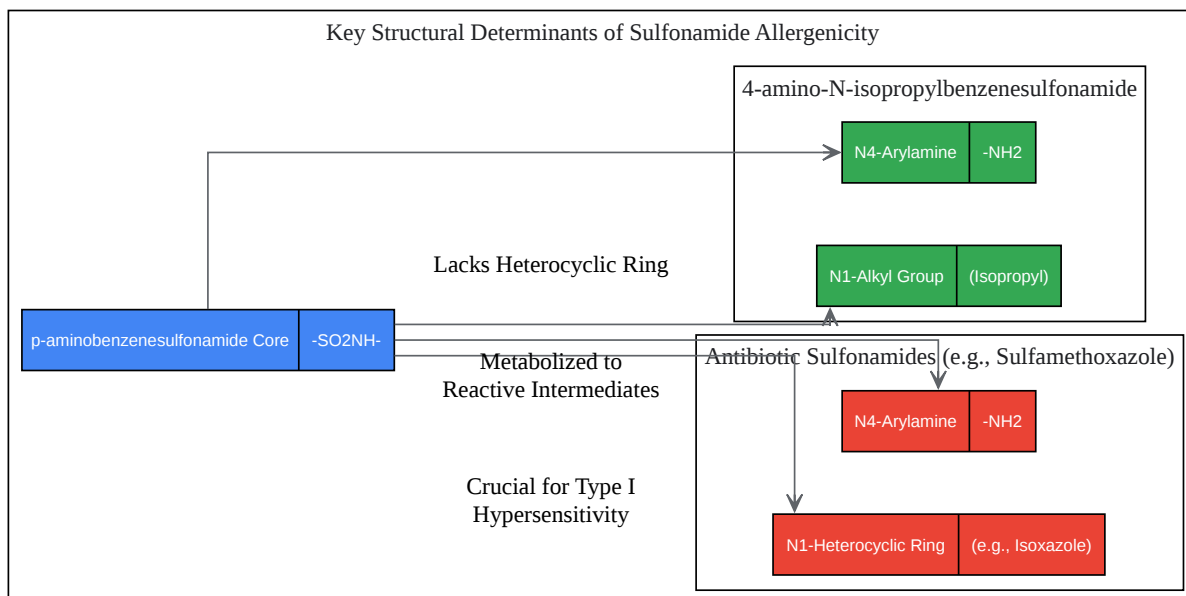 Key Structural Determinants of Sulfonamide Allergenicity
4-amino-N-isopropylbenzenesulfonamide
N4-Arylamine -NH2
Lacks Heterocyclic Ring
N1-Alkyl Group (Isopropyl)
p-aminobenzenesulfonamide Core -SO2NH-
Antibiotic Sulfonamides (e.g., Sulfamethoxazole)
Metabolized to
Reactive Intermediates
N4-Arylamine -NH2
Crucial for Type I
Hypersensitivity
N1-Heterocyclic Ring (e.g., Isoxazole)